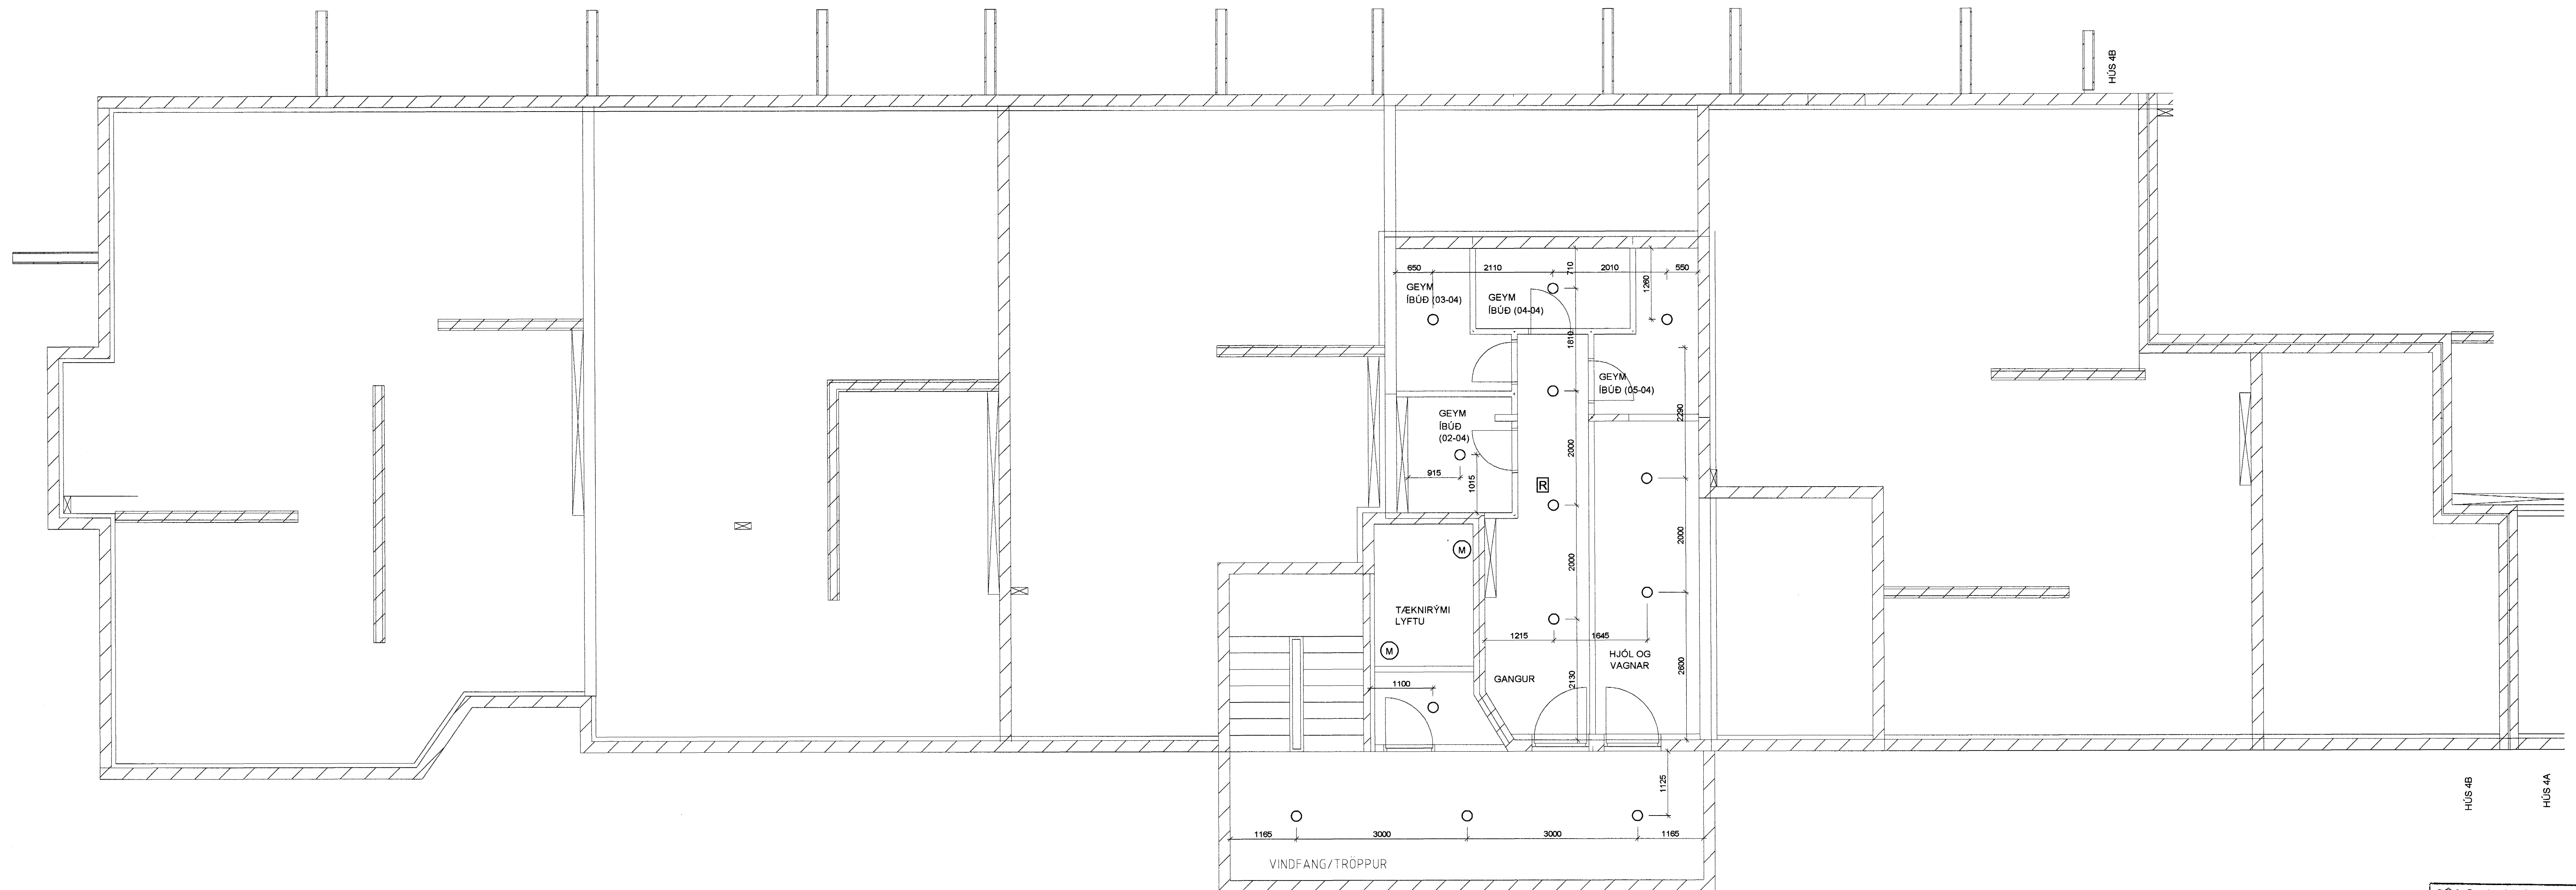 HÚS 4B
650
2110
710
2010
550
1260
GEYM
ÍBÚÐ (03-04)
GEYM
ÍBÚÐ (04-04)
1810
GEYM
ÍBÚÐ (05-04)
2290
GEYM
ÍBÚÐ
(02-04)
915
1015
2000
R
2000
2000
M
TÆKNIRÝMI
LYFTU
M
1215
1645
HJÓL OG
VAGNAR
GANGUR
2130
2600
1100
1125
1165
3000
3000
1165
VINDFANG/TRÖPPUR
HÚS 4B
HÚS 4A